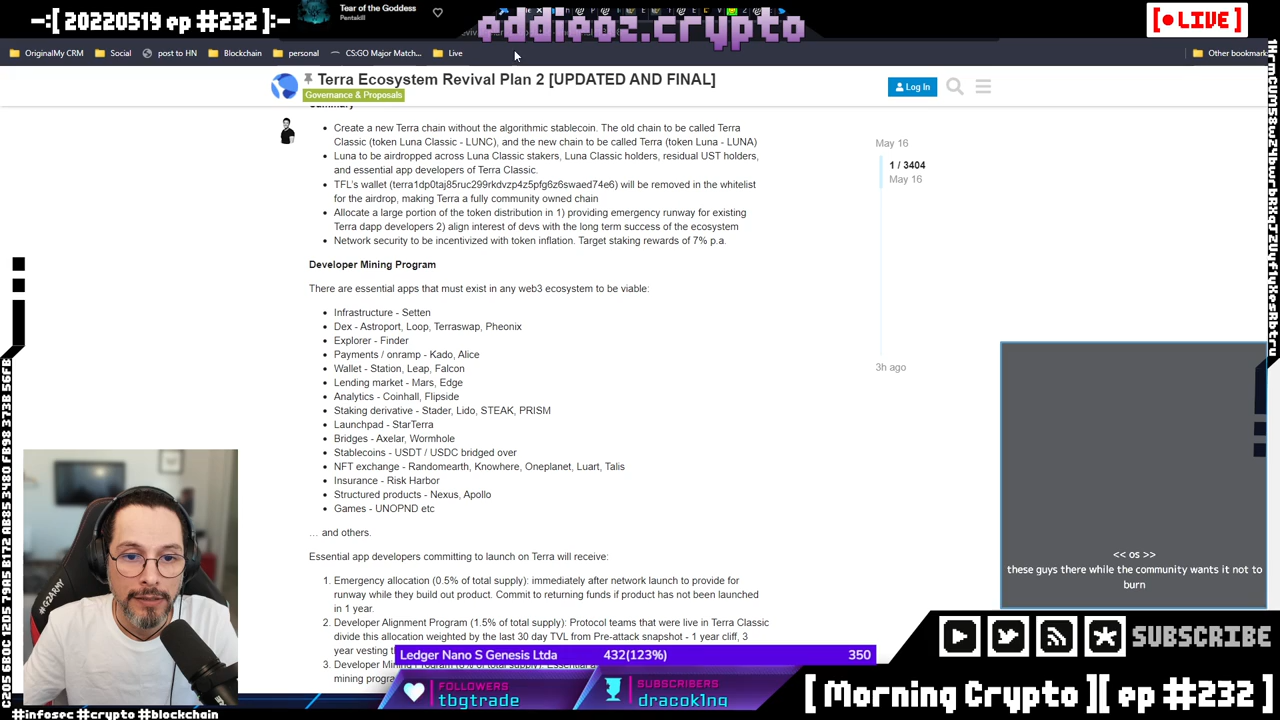 -:[ 20220519 ep #232 ]:-
Tear of the Goddess
Pentskill
eddieoz.crypto
[ LIVE ]
OriginalMy CRM
Social
post to HN
Blockchain
personal
CS:GO Major Match...
Live
Other bookmark
Terra Ecosystem Revival Plan 2 [UPDATED AND FINAL]
Governance & Proposals
Log In
Summary
Create a new Terra chain without the algorithmic stablecoin. The old chain to be called Terra
Classic (token Luna Classic - LUNC), and the new chain to be called Terra (token Luna - LUNA)
Luna to be airdropped across Luna Classic stakers, Luna Classic holders, residual UST holders,
and essential app developers of Terra Classic.
TFL's wallet (terra1dp0taj85ruc299rkdvzp4z5pfg6z6swaed74e6) will be removed in the whitelist
for the airdrop, making Terra a fully community owned chain
Allocate a large portion of the token distribution in 1) providing emergency runway for existing
Terra dapp developers 2) align interest of devs with the long term success of the ecosystem
Network security to be incentivized with token inflation. Target staking rewards of 7% p.a.
May 16
1 / 3404
May 16
3h ago
Developer Mining Program
There are essential apps that must exist in any web3 ecosystem to be viable:
Infrastructure - Setten
Dex - Astroport, Loop, Terraswap, Pheonix
Explorer - Finder
Payments / onramp - Kado, Alice
Wallet - Station, Leap, Falcon
Lending market - Mars, Edge
Analytics - Coinhall, Flipside
Staking derivative - Stader, Lido, STEAK, PRISM
Launchpad - StarTerra
Bridges - Axelar, Wormhole
Stablecoins - USDT / USDC bridged over
NFT exchange - Randomearth, Knowhere, Oneplanet, Luart, Talis
Insurance - Risk Harbor
Structured products - Nexus, Apollo
Games - UNOPND etc
… and others.
Essential app developers committing to launch on Terra will receive:
1. Emergency allocation (0.5% of total supply): immediately after network launch to provide for
runway while they build out product. Commit to returning funds if product has not been launched
in 1 year.
2. Developer Alignment Program (1.5% of total supply): Protocol teams that were live in Terra Classic
divide this allocation weighted by the last 30 day TVL from Pre-attack snapshot - 1 year cliff, 3
year vesting
3. Developer Mining
mining
<< os >>
these guys there while the community wants it not to
burn
Ledger Nano S Genesis Ltda
432(123%)
350
FOLLOWERS
tbgtrade
SUBSCRIBERS
dracok1ng
SUBSCRIBE
[ Morning Crypto ][ ep #232 ]
#infosec #crypto #blockchain